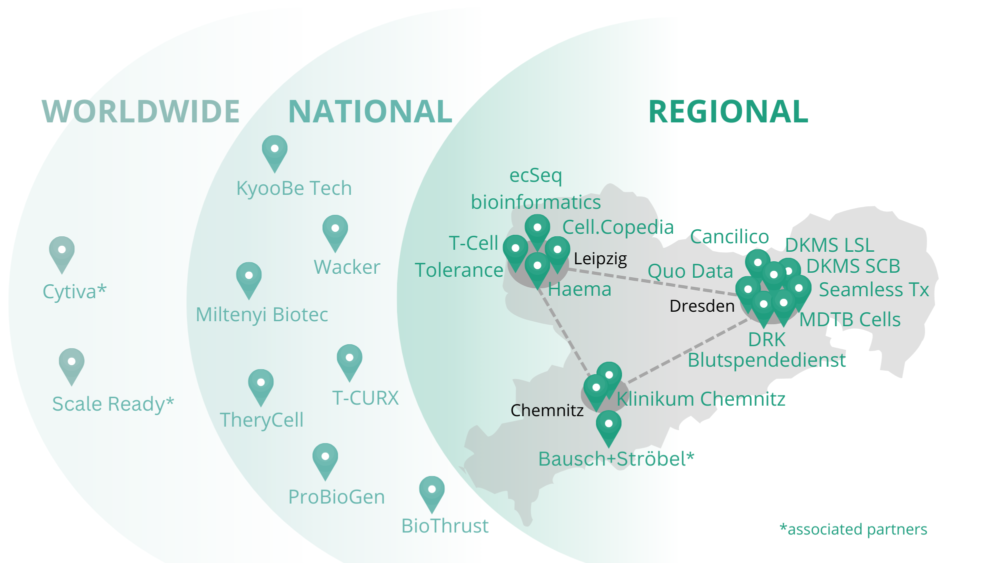 WORLDWIDE
NATIONAL
REGIONAL
KyooBe Tech
Wacker
Cytiva*
Miltenyi Biotec
Scale Ready*
T-CURX
TheryCell
ProBioGen
BioThrust
ecSeq
bioinformatics
Cell.Copedia
T-Cell
Tolerance
Leipzig
Haema
Cancilico
DKMS LSL
DKMS SCB
Quo Data
Seamless Tx
Dresden
MDTB Cells
DRK
Blutspendedienst
Klinikum Chemnitz
Chemnitz
Bausch+Ströbel*
*associated partners